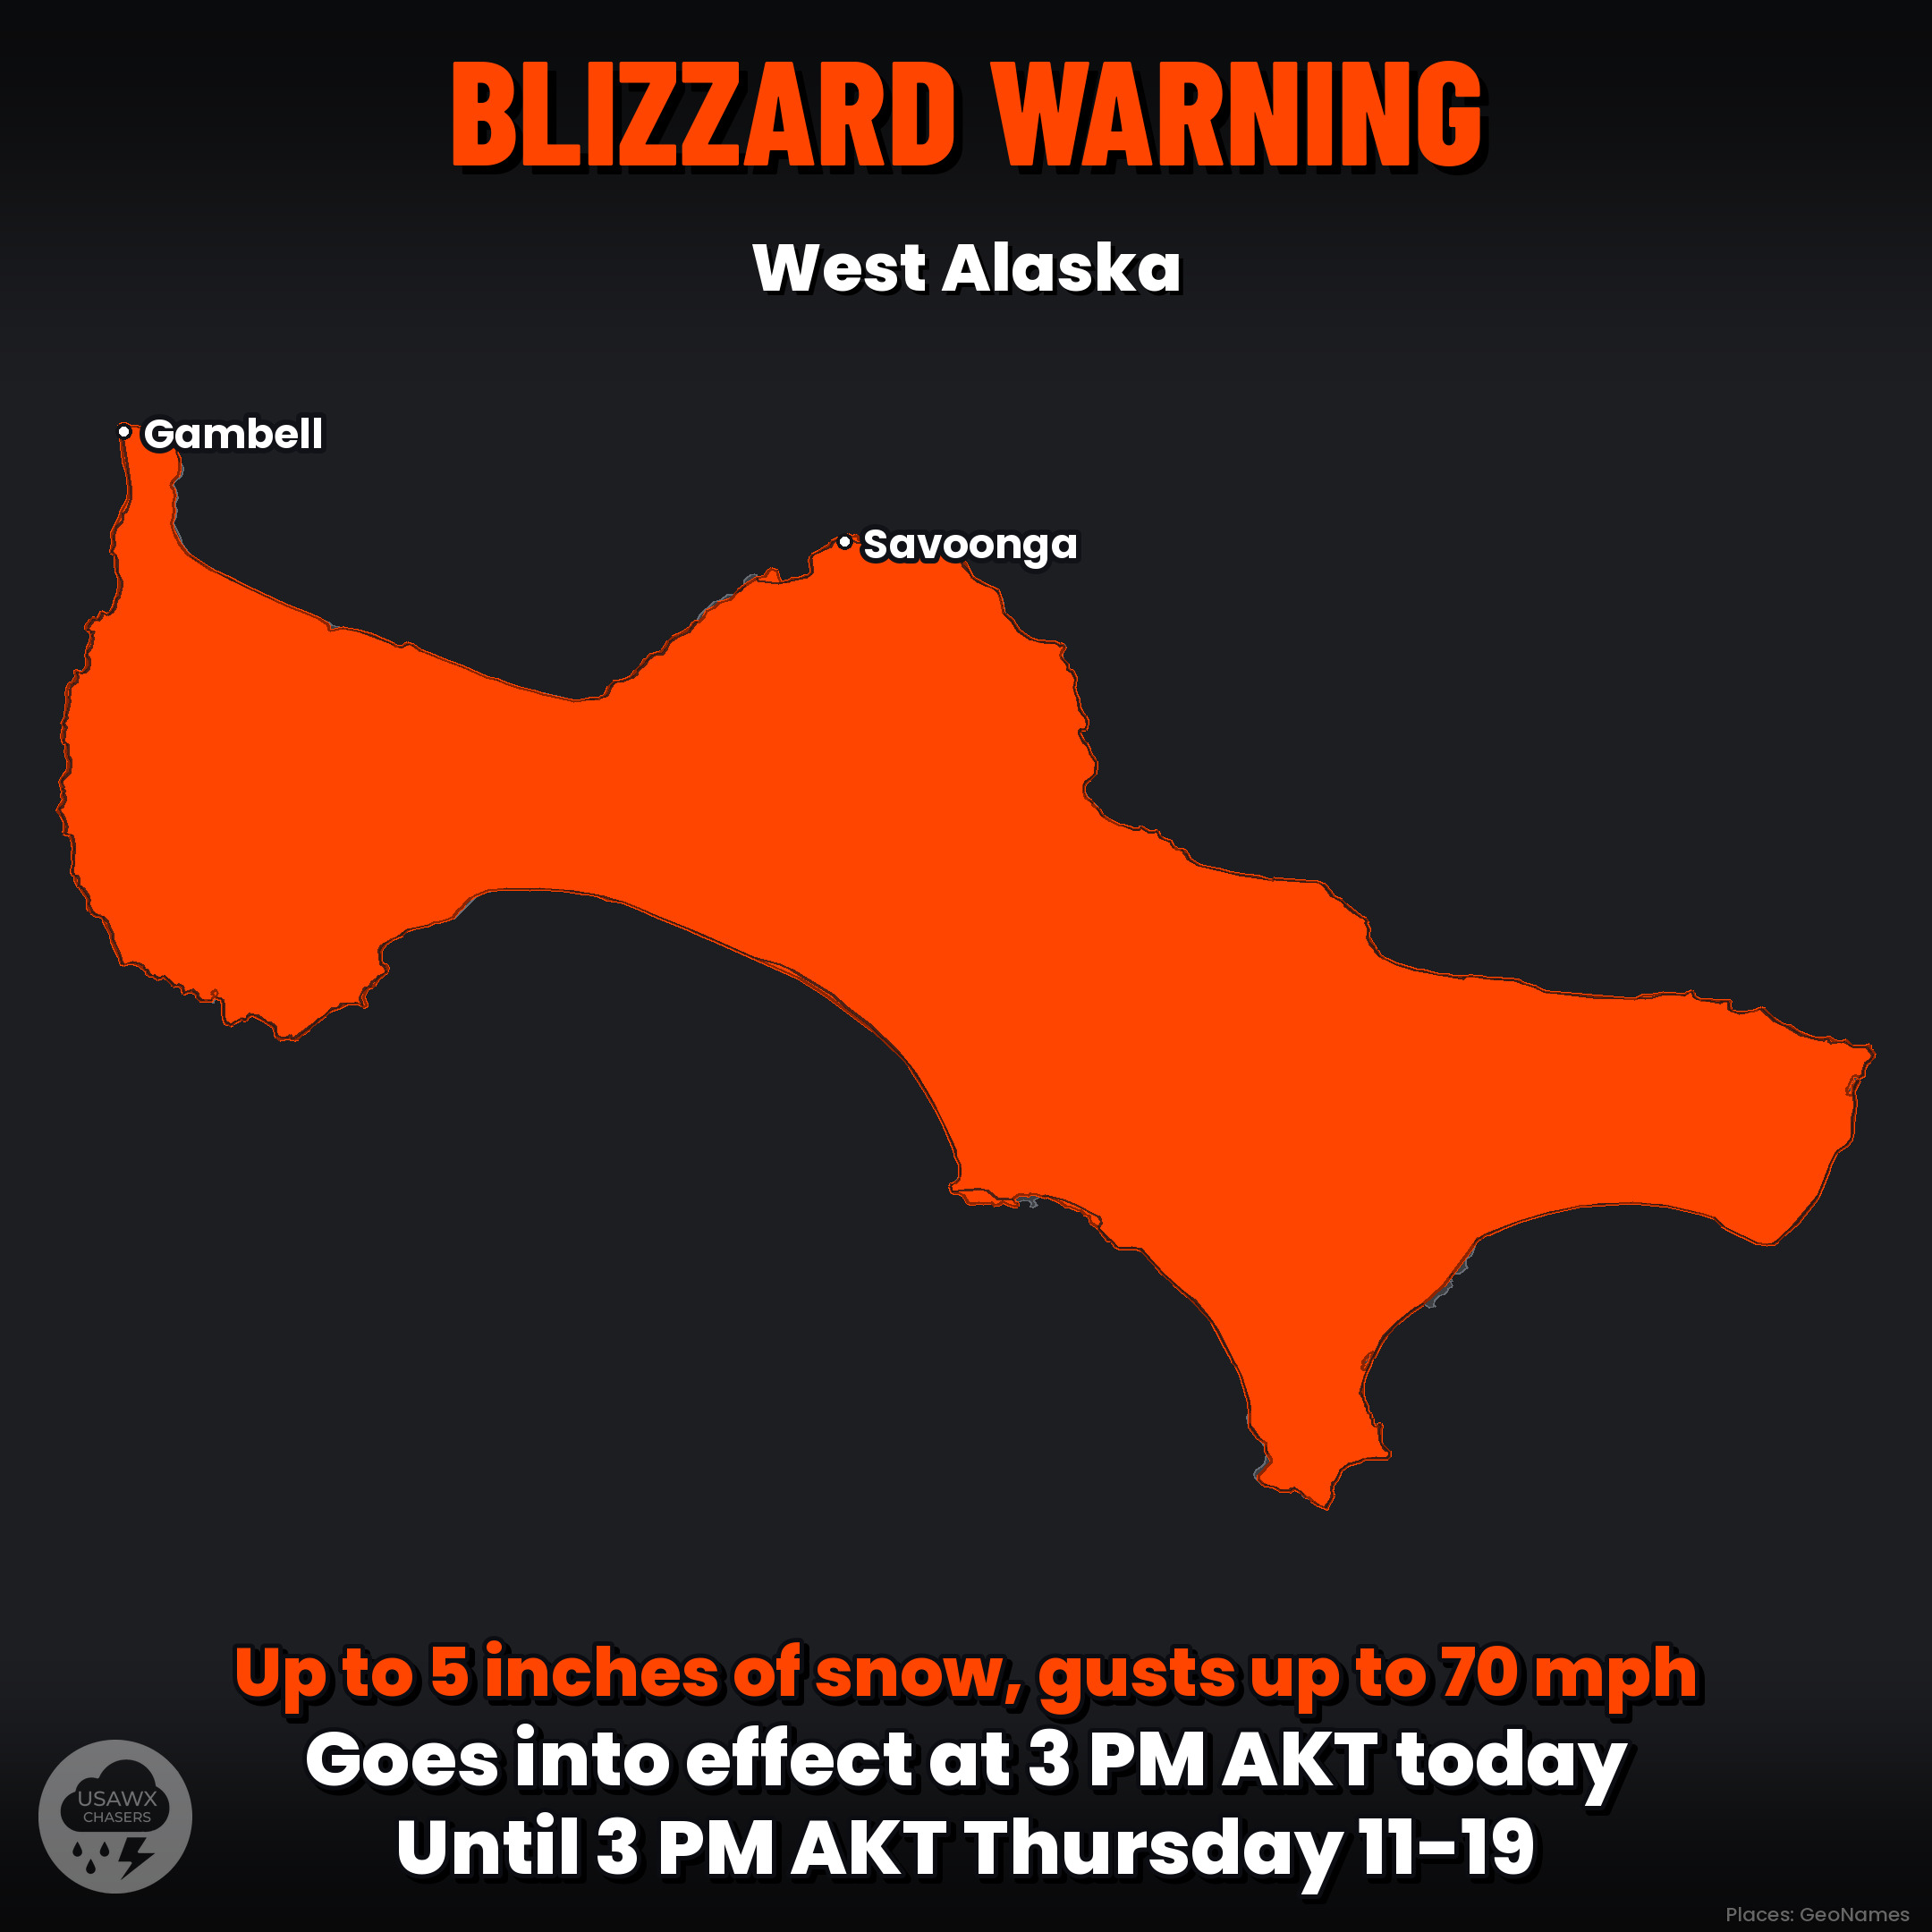 BLIZZARD WARNING
West Alaska
Gambell
Savoonga
Up to 5 inches of snow, gusts up to 70 mph
Goes into effect at 3 PM AKT today
Until 3 PM AKT Thursday 11-19
USAWX
CHASERS
Places: GeoNames